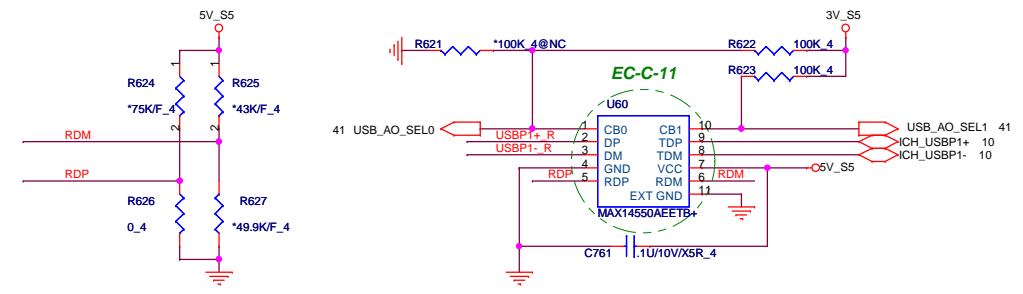 5V_S5
3V_S5
R621
*100K_4@NC
R622
100K_4
R623
100K_4
EC-C-11
1
1
R624
R625
*75K/F_4
*43K/F_4
2
2
RDM
RDP
R626
R627
0_4
*49.9K/F_4
U60
41 USB_AO_SEL0
1
CB0
CB1
10
USB_AO_SEL1 41
USBP1+_R
2
DP
TDP
9
ICH_USBP1+ 10
USBP1-_R
3
DM
TDM
8
ICH_USBP1- 10
4
GND
VCC
7
5V_S5
RDP
5
RDP
RDM
6
RDM
EXT GND
11
MAX14550AEETB+
C761
.1U/10V/X5R_4